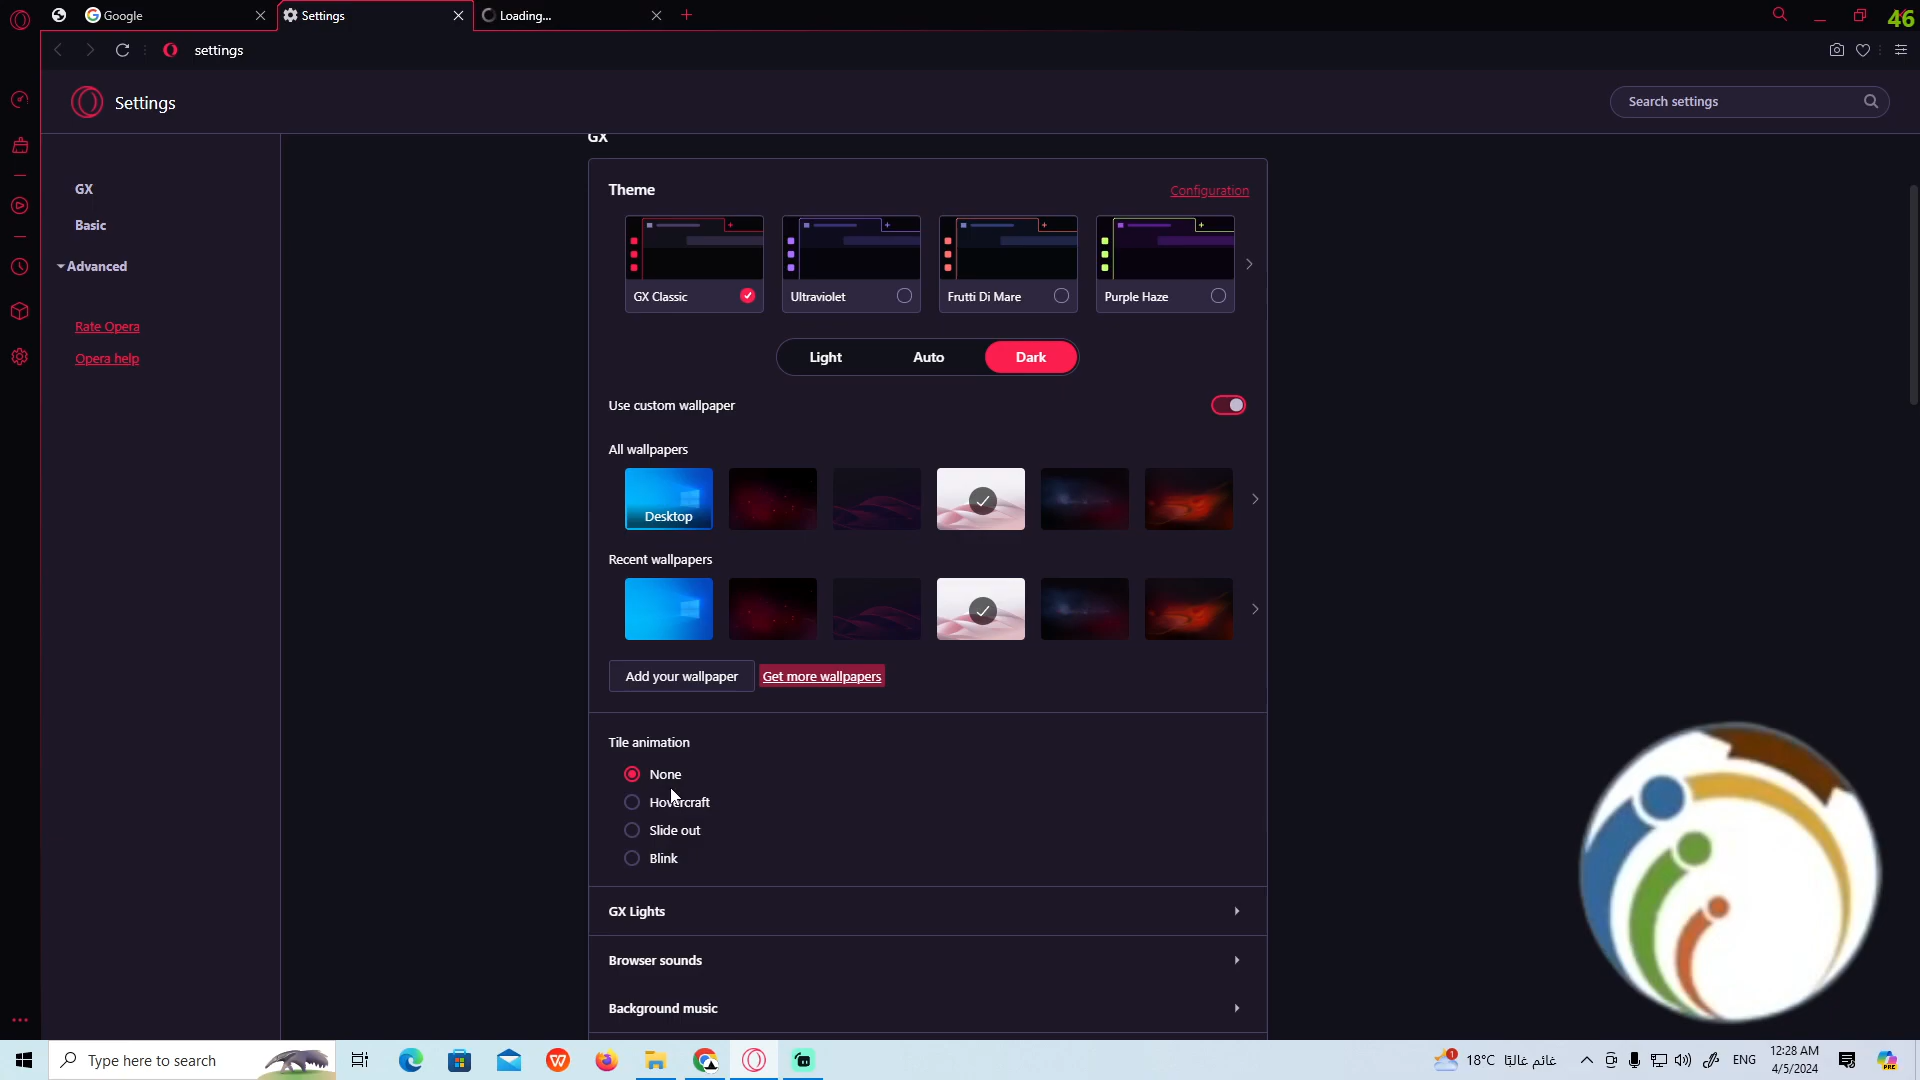 Google
Settings
Loading...
46
settings
Settings
Search settings
GX
Basic
Advanced
Rate Opera
Opera help
GX
Theme
Configuration
GX Classic
Ultraviolet
Frutti Di Mare
Purple Haze
Light
Auto
Dark
Use custom wallpaper
All wallpapers
Desktop
Recent wallpapers
Add your wallpaper
Get more wallpapers
Tile animation
None
Hovercraft
Slide out
Blink
GX Lights
Browser sounds
Background music
Type here to search
1
18°C غائم غالبًا
ENG
12:28 AM
4/5/2024
PRE